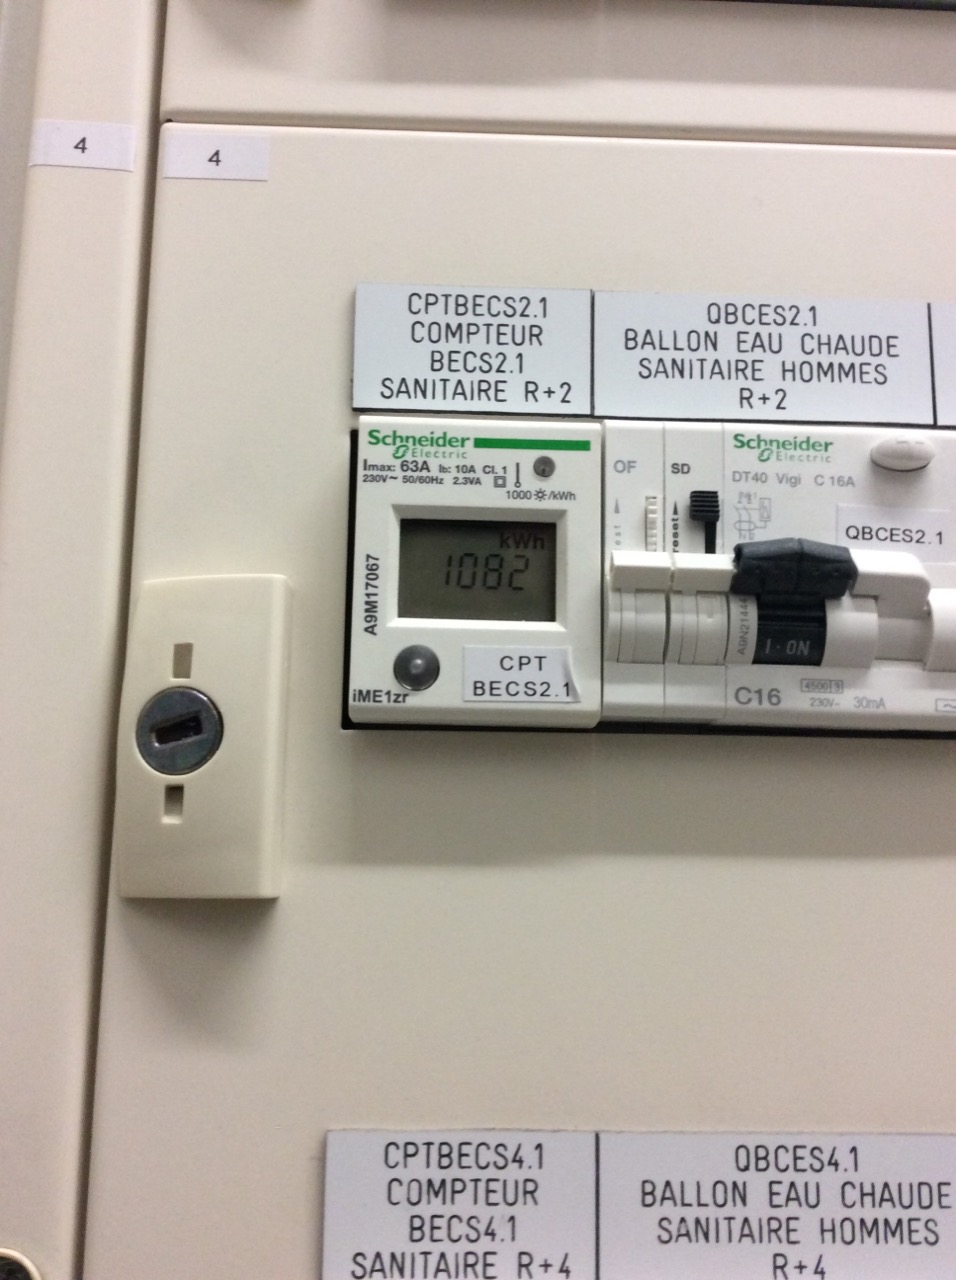 4
4
CPTBECS2.1
COMPTEUR
BECS2.1
SANITAIRE R+2
QBCES2.1
BALLON EAU CHAUDE
SANITAIRE HOMMES
R+2
Schneider
Electric
Imax: 63A Ib: 10A Cl. 1
230V~ 50/60Hz 2.3VA
1000 /kWh
kWh
1082
A9M17067
CPT
BECS2.1
iME1zr
OF
SD
reset
Schneider
Electric
DT40 Vigi C 16A
QBCES2.1
A9N21444
I·ON
C16
4500 3
230V~ 30mA
CPTBECS4.1
COMPTEUR
BECS4.1
SANITAIRE R+4
QBCES4.1
BALLON EAU CHAUDE
SANITAIRE HOMMES
R+4